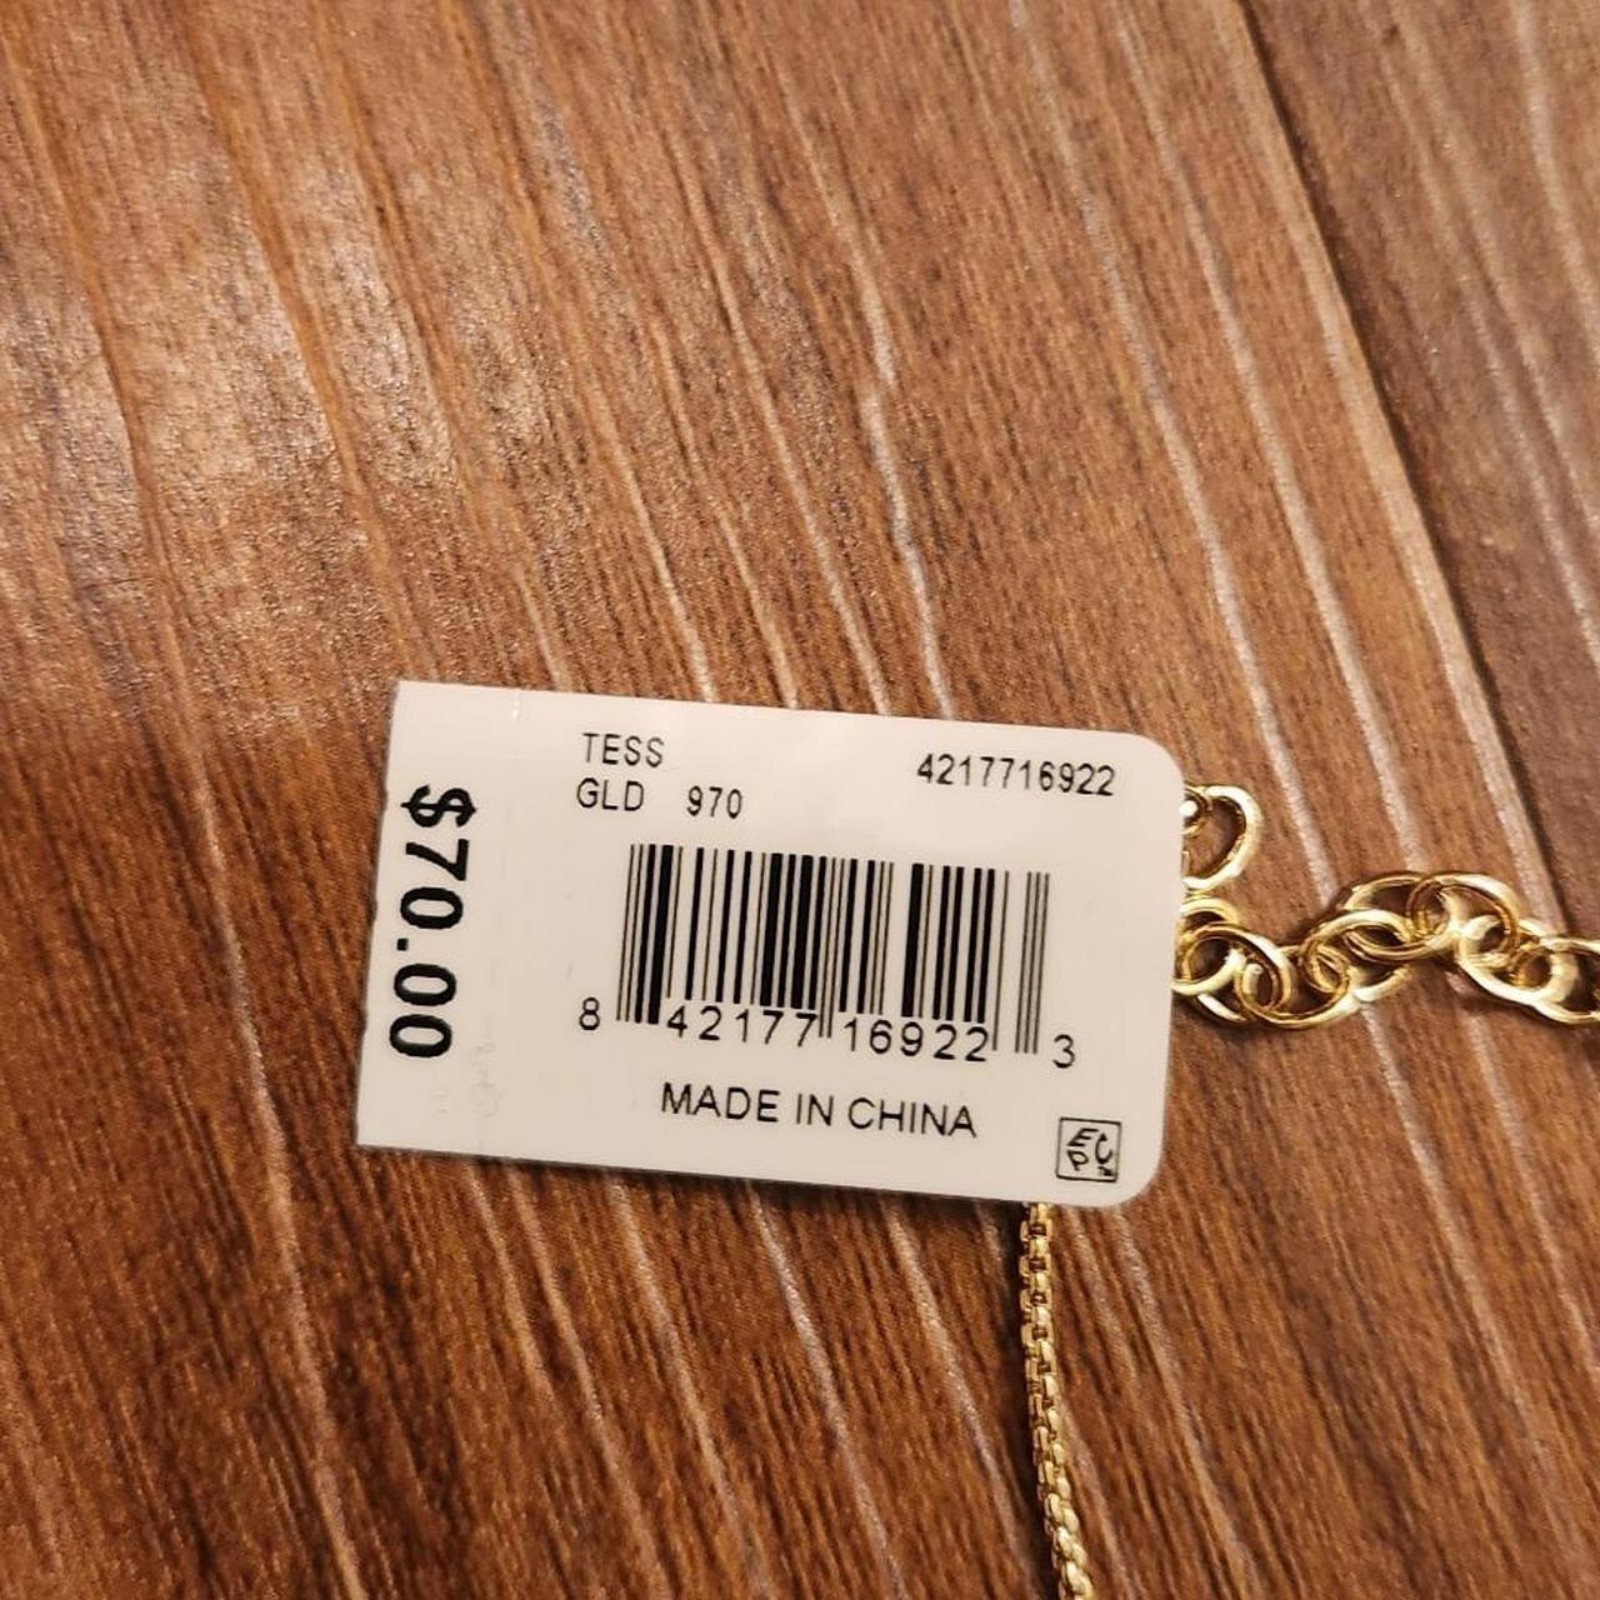 TESS
GLD 970
4217716922
$70.00
8 42177 16922 3
MADE IN CHINA